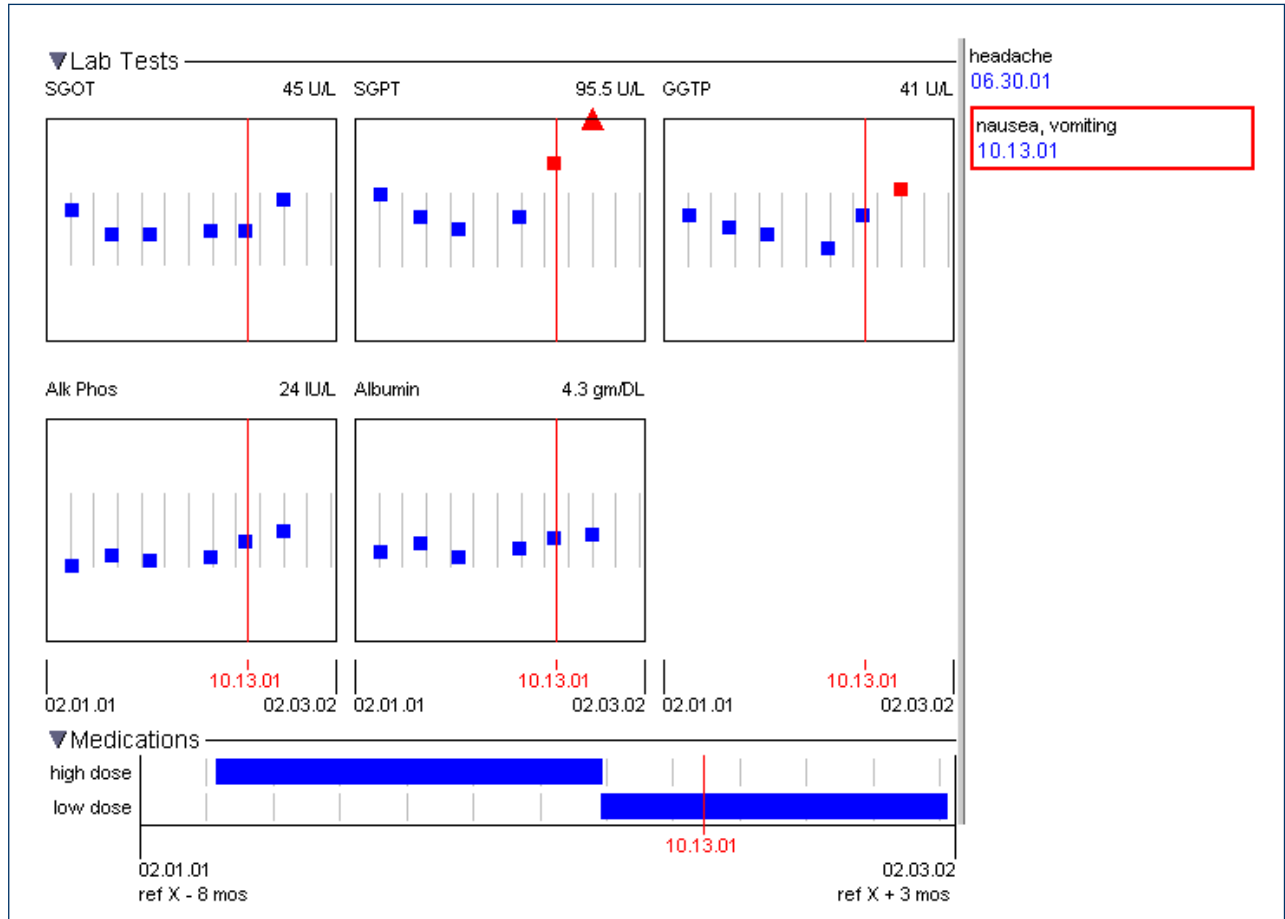 Lab Tests
SGOT 45 U/L SGPT 95.5 U/L GGTP 41 U/L
Alk Phos 24 IU/L Albumin 4.3 gm/DL
10.13.01 10.13.01 10.13.01
02.01.01 02.03.02 02.01.01 02.03.02 02.01.01 02.03.02
Medications
high dose
low dose
10.13.01
02.01.01 02.03.02
ref X - 8 mos ref X + 3 mos
headache
06.30.01
nausea, vomiting
10.13.01